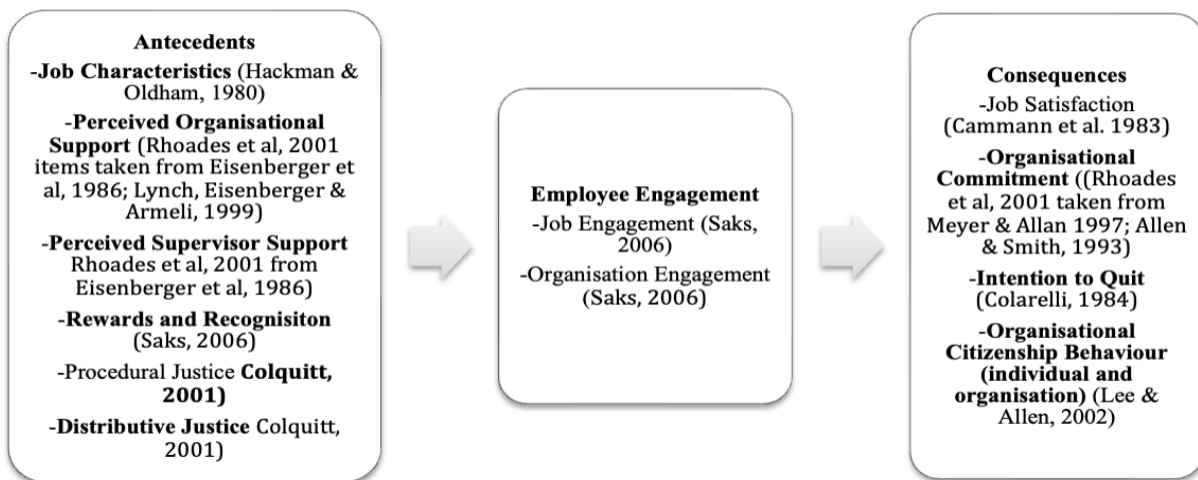 Antecedents
-Job Characteristics (Hackman &
Oldham, 1980)
-Perceived Organisational
Support (Rhoades et al, 2001
items taken from Eisenberger et
al, 1986; Lynch, Eisenberger &
Armeli, 1999)
-Perceived Supervisor Support
Rhoades et al, 2001 from
Eisenberger et al, 1986)
-Rewards and Recognisiton
(Saks, 2006)
-Procedural Justice Colquitt,
2001)
-Distributive Justice Colquitt,
2001)
Employee Engagement
-Job Engagement (Saks,
2006)
-Organisation Engagement
(Saks, 2006)
Consequences
-Job Satisfaction
(Cammann et al. 1983)
-Organisational
Commitment ((Rhoades
et al, 2001 taken from
Meyer & Allan 1997; Allen
& Smith, 1993)
-Intention to Quit
(Colarelli, 1984)
-Organisational
Citizenship Behaviour
(individual and
organisation) (Lee &
Allen, 2002)